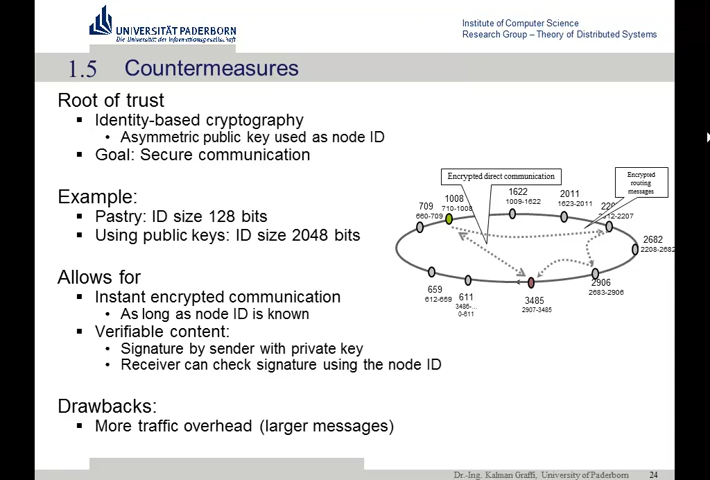 UNIVERSITÄT PADERBORN
Die Universität der Informationsgesellschaft
Institute of Computer Science
Research Group – Theory of Distributed Systems
1.5 Countermeasures
Root of trust
Identity-based cryptography
Asymmetric public key used as node ID
Goal: Secure communication
Example:
Pastry: ID size 128 bits
Using public keys: ID size 2048 bits
Allows for
Instant encrypted communication
As long as node ID is known
Verifiable content:
Signature by sender with private key
Receiver can check signature using the node ID
Drawbacks:
More traffic overhead (larger messages)
Encrypted direct communication
Encrypted
routing
messages
709
660-709
1008
710-1008
1622
1009-1622
2011
1623-2011
2682
2208-2682
2906
2683-2906
3485
2907-3485
611
3486-...
0-611
659
612-659
Dr.-Ing. Kalman Graffi, University of Paderborn 24